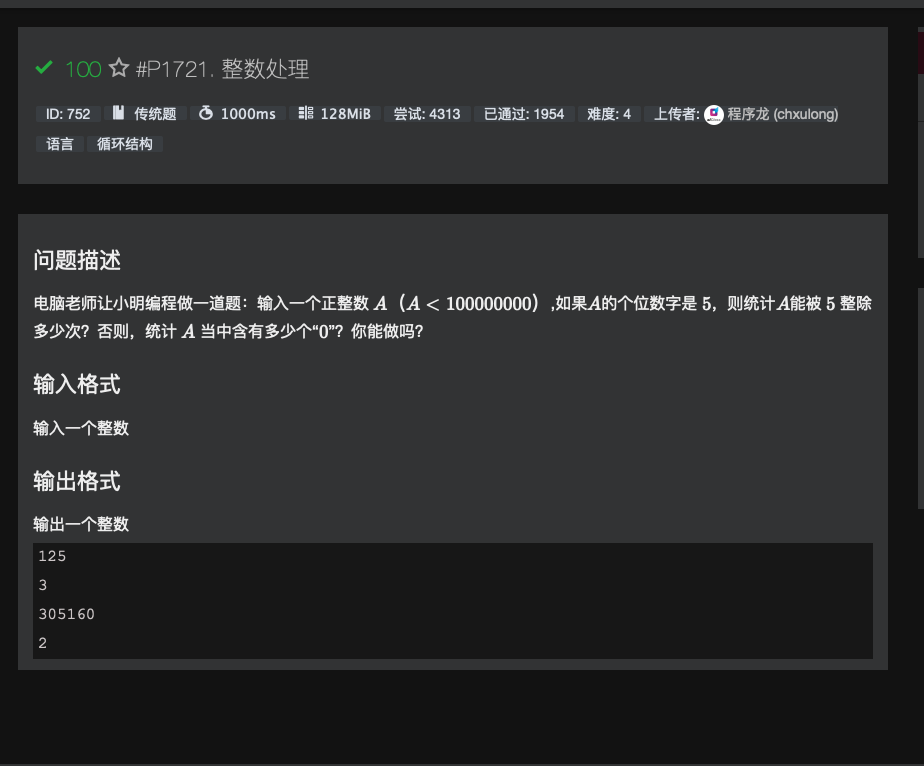 100 #P1721. 整数处理
ID: 752 传统题 1000ms 128MiB 尝试: 4313 已通过: 1954 难度: 4 上传者: 程序龙 (chxulong)
语言 循环结构
问题描述
电脑老师让小明编程做一道题：输入一个正整数 A（A < 100000000）,如果A的个位数字是 5，则统计A能被 5 整除
多少次？否则，统计 A 当中含有多少个“0”？你能做吗？
输入格式
输入一个整数
输出格式
输出一个整数
125
3
305160
2